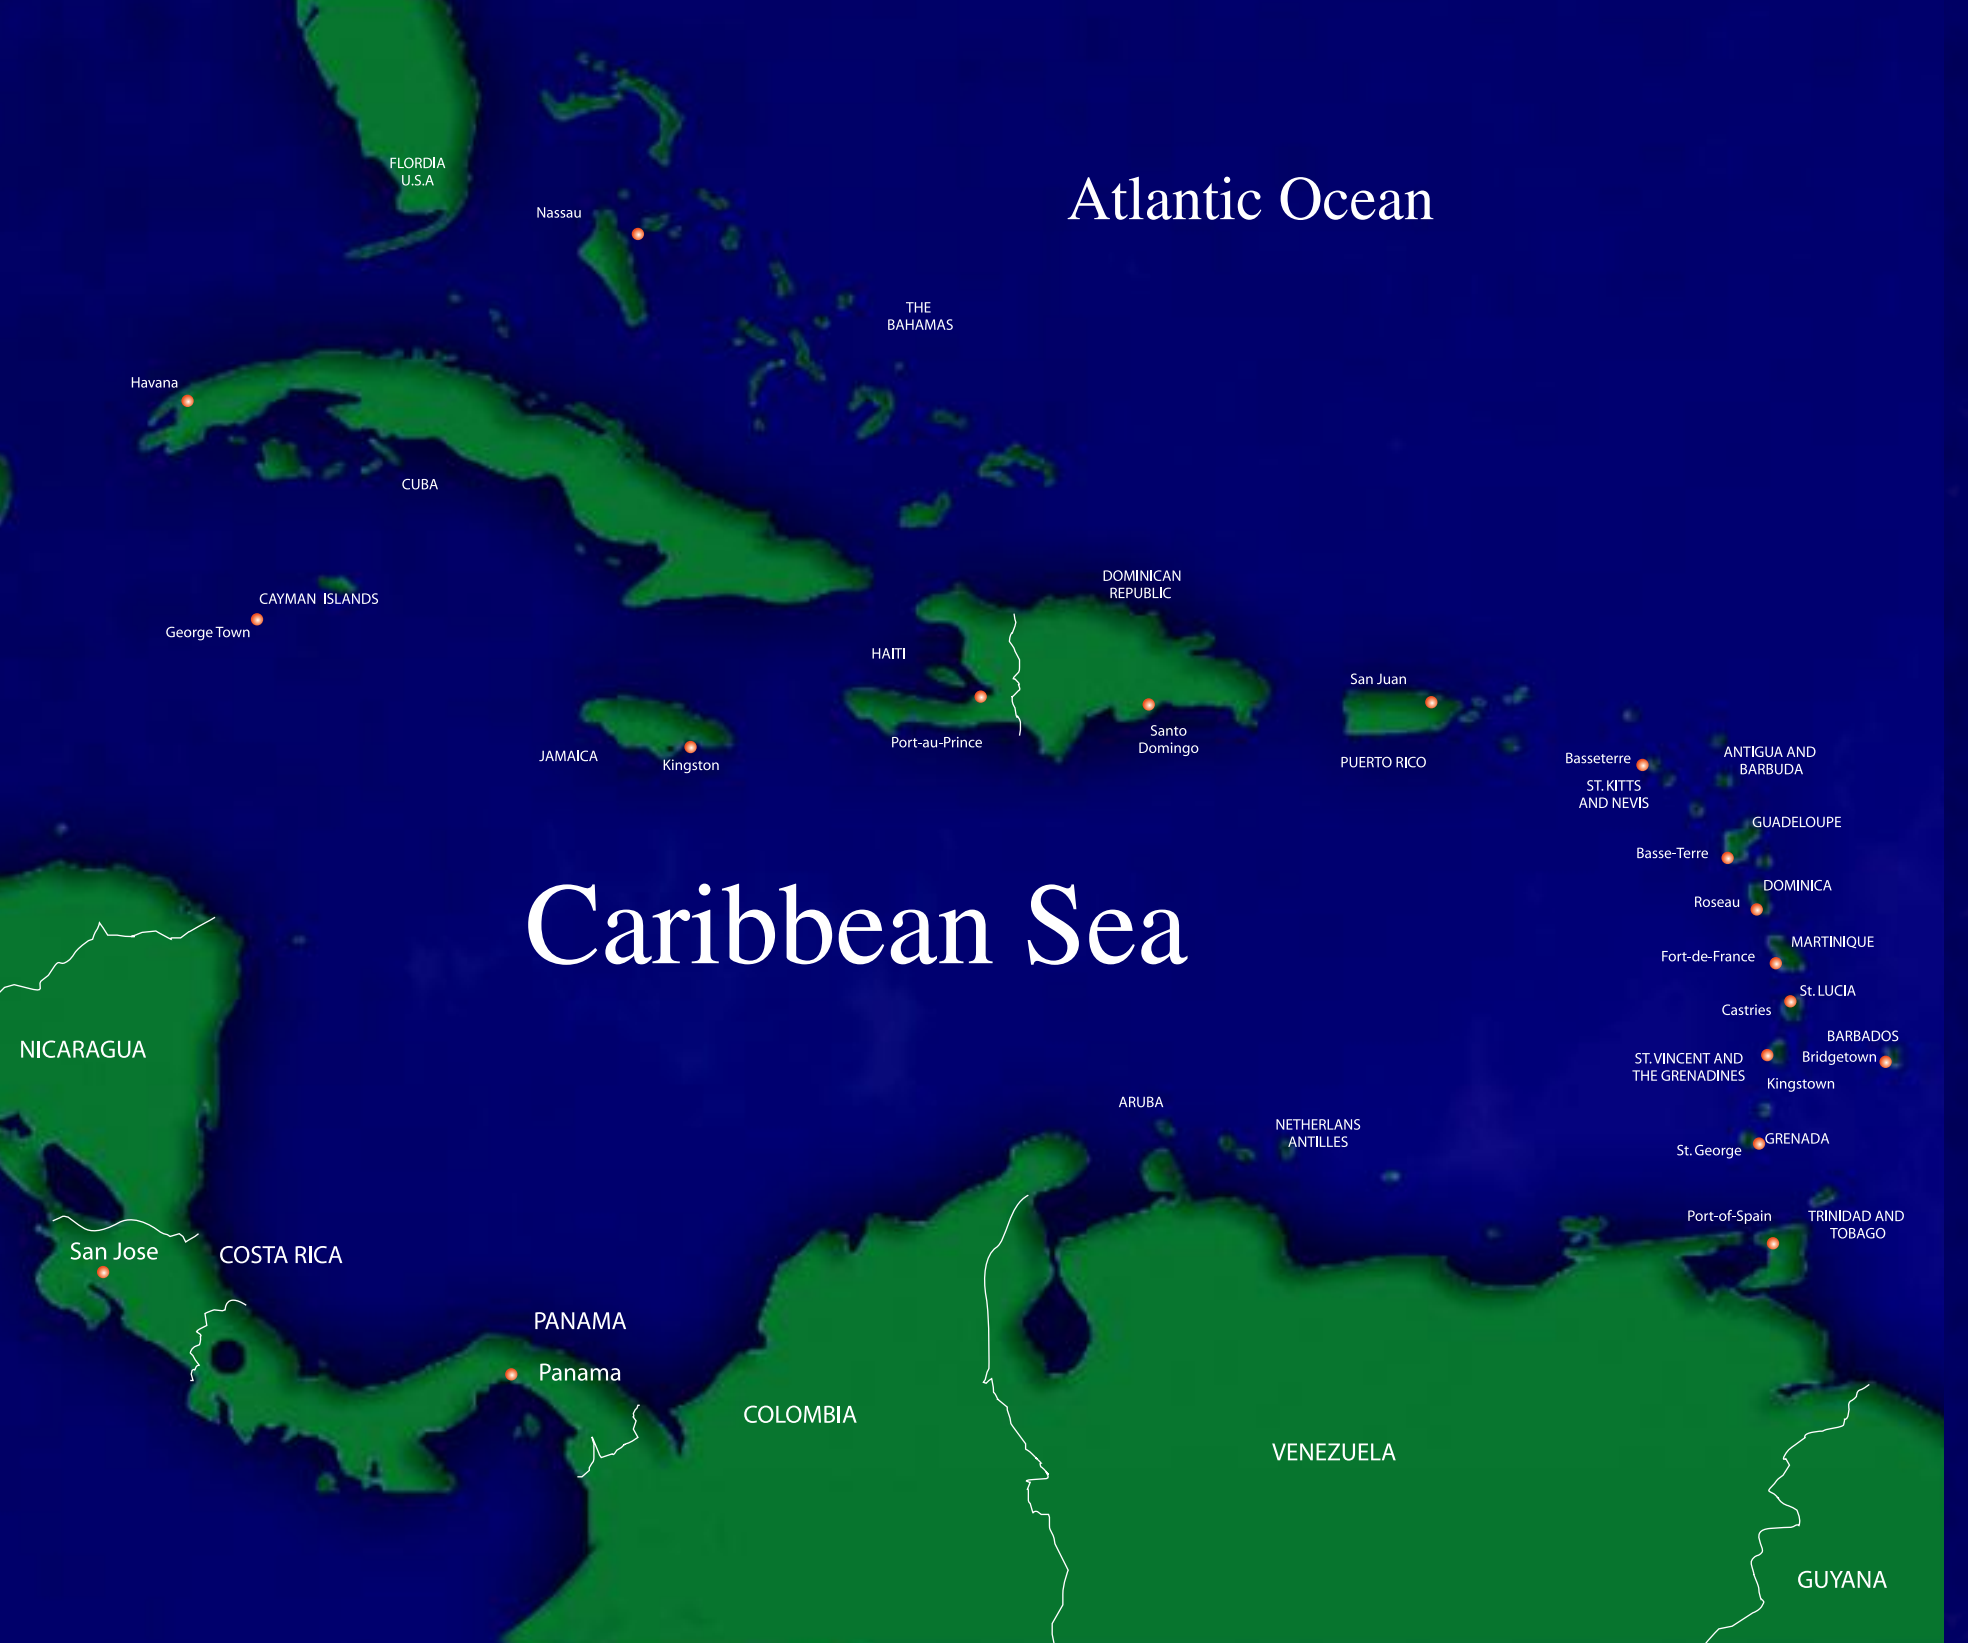 FLORDIA
U.S.A
Atlantic Ocean
Nassau
THE
BAHAMAS
Havana
CUBA
CAYMAN ISLANDS
George Town
DOMINICAN
REPUBLIC
HAITI
San Juan
Port-au-Prince
Santo
Domingo
JAMAICA
Kingston
PUERTO RICO
Basseterre
ST. KITTS
AND NEVIS
ANTIGUA AND
BARBUDA
GUADELOUPE
Basse-Terre
DOMINICA
Roseau
Caribbean Sea
MARTINIQUE
Fort-de-France
St. LUCIA
Castries
BARBADOS
Bridgetown
ST. VINCENT AND
THE GRENADINES
Kingstown
NICARAGUA
ARUBA
NETHERLANS
ANTILLES
GRENADA
St. George
Port-of-Spain
TRINIDAD AND
TOBAGO
San Jose
COSTA RICA
PANAMA
Panama
COLOMBIA
VENEZUELA
GUYANA